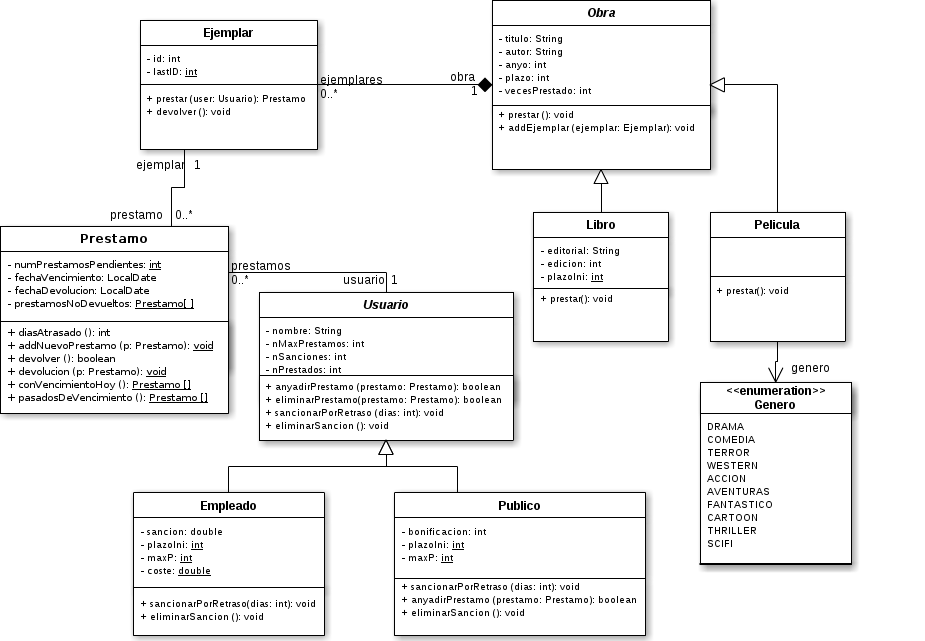 Ejemplar
- id: int
- lastID: int
+ prestar (user: Usuario): Prestamo
+ devolver (): void
ejemplares
0..*
obra
1
Obra
- titulo: String
- autor: String
- anyo: int
- plazo: int
- vecesPrestado: int
+ prestar (): void
+ addEjemplar (ejemplar: Ejemplar): void
ejemplar 1
prestamo 0..*
Prestamo
- numPrestamosPendientes: int
- fechaVencimiento: LocalDate
- fechaDevolucion: LocalDate
- prestamosNoDevueltos: Prestamo[ ]
+ diasAtrasado (): int
+ addNuevoPrestamo (p: Prestamo): void
+ devolver (): boolean
+ devolucion (p: Prestamo): void
+ conVencimientoHoy (): Prestamo []
+ pasadosDeVencimiento (): Prestamo []
prestamos
0..*
usuario 1
Usuario
- nombre: String
- nMaxPrestamos: int
- nSanciones: int
- nPrestados: int
+ anyadirPrestamo (prestamo: Prestamo): boolean
+ eliminarPrestamo(prestamo: Prestamo): boolean
+ sancionarPorRetraso (dias: int): void
+ eliminarSancion (): void
Libro
- editorial: String
- edicion: int
- plazoIni: int
+ prestar(): void
Pelicula
+ prestar(): void
genero
<<enumeration>>
Genero
DRAMA
COMEDIA
TERROR
WESTERN
ACCION
AVENTURAS
FANTASTICO
CARTOON
THRILLER
SCIFI
Empleado
- sancion: double
- plazoIni: int
- maxP: int
- coste: double
+ sancionarPorRetraso(dias: int): void
+ eliminarSancion (): void
Publico
- bonificacion: int
- plazoIni: int
- maxP: int
+ sancionarPorRetraso (dias: int): void
+ anyadirPrestamo (prestamo: Prestamo): boolean
+ eliminarSancion (): void